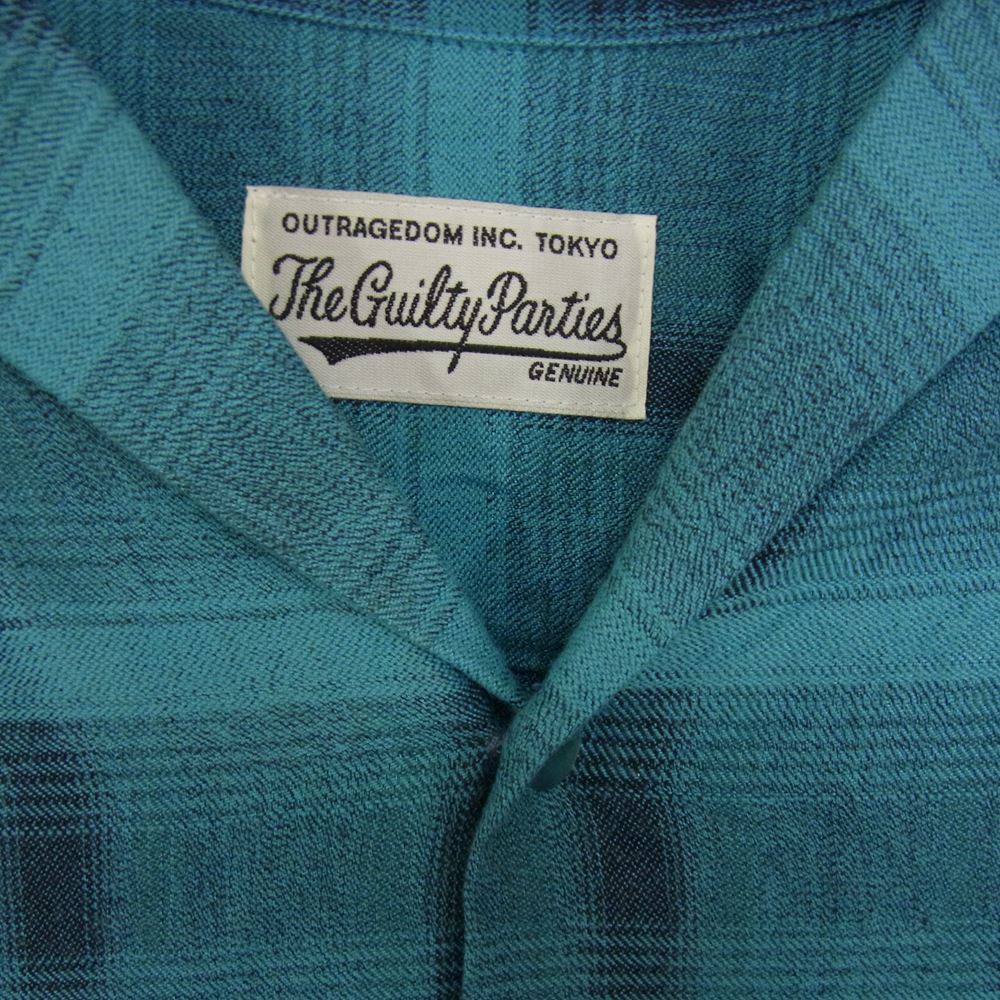 OUTRAGEDOM INC. TOKYO
The Guilty Parties
GENUINE